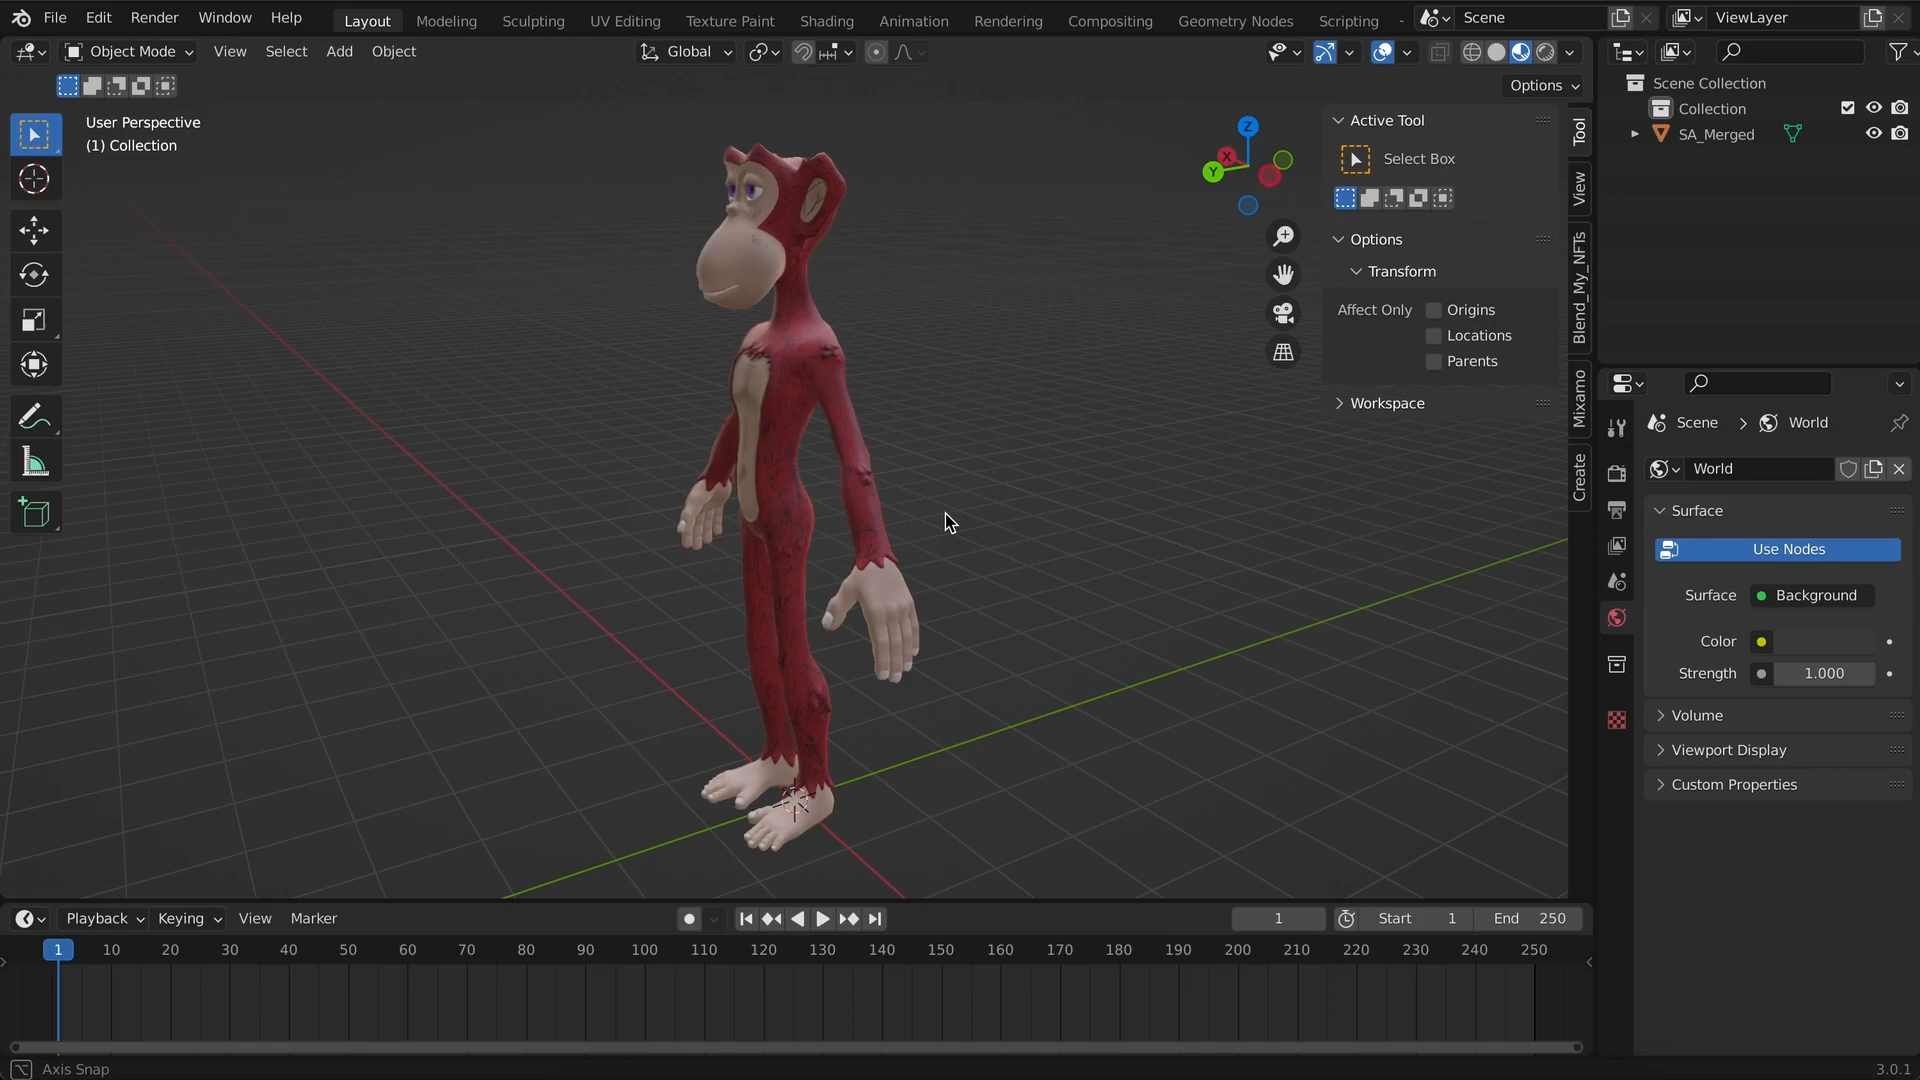 File Edit Render Window Help Layout Modeling Sculpting UV Editing Texture Paint Shading Animation Rendering Compositing Geometry Nodes Scripting Scene ViewLayer
Object Mode View Select Add Object Global
Options
User Perspective
(1) Collection
Z
X
Y
Active Tool
Select Box
Options
Transform
Affect Only Origins
Locations
Parents
Workspace
Tool
View
Blend_My_NFTs
Mixamo
Create
Scene Collection
Collection
SA_Merged
Scene > World
World
Surface
Use Nodes
Surface Background
Color
Strength 1.000
Volume
Viewport Display
Custom Properties
Playback Keying View Marker 1 Start 1 End 250
1 10 20 30 40 50 60 70 80 90 100 110 120 130 140 150 160 170 180 190 200 210 220 230 240 250
Axis Snap 3.0.1